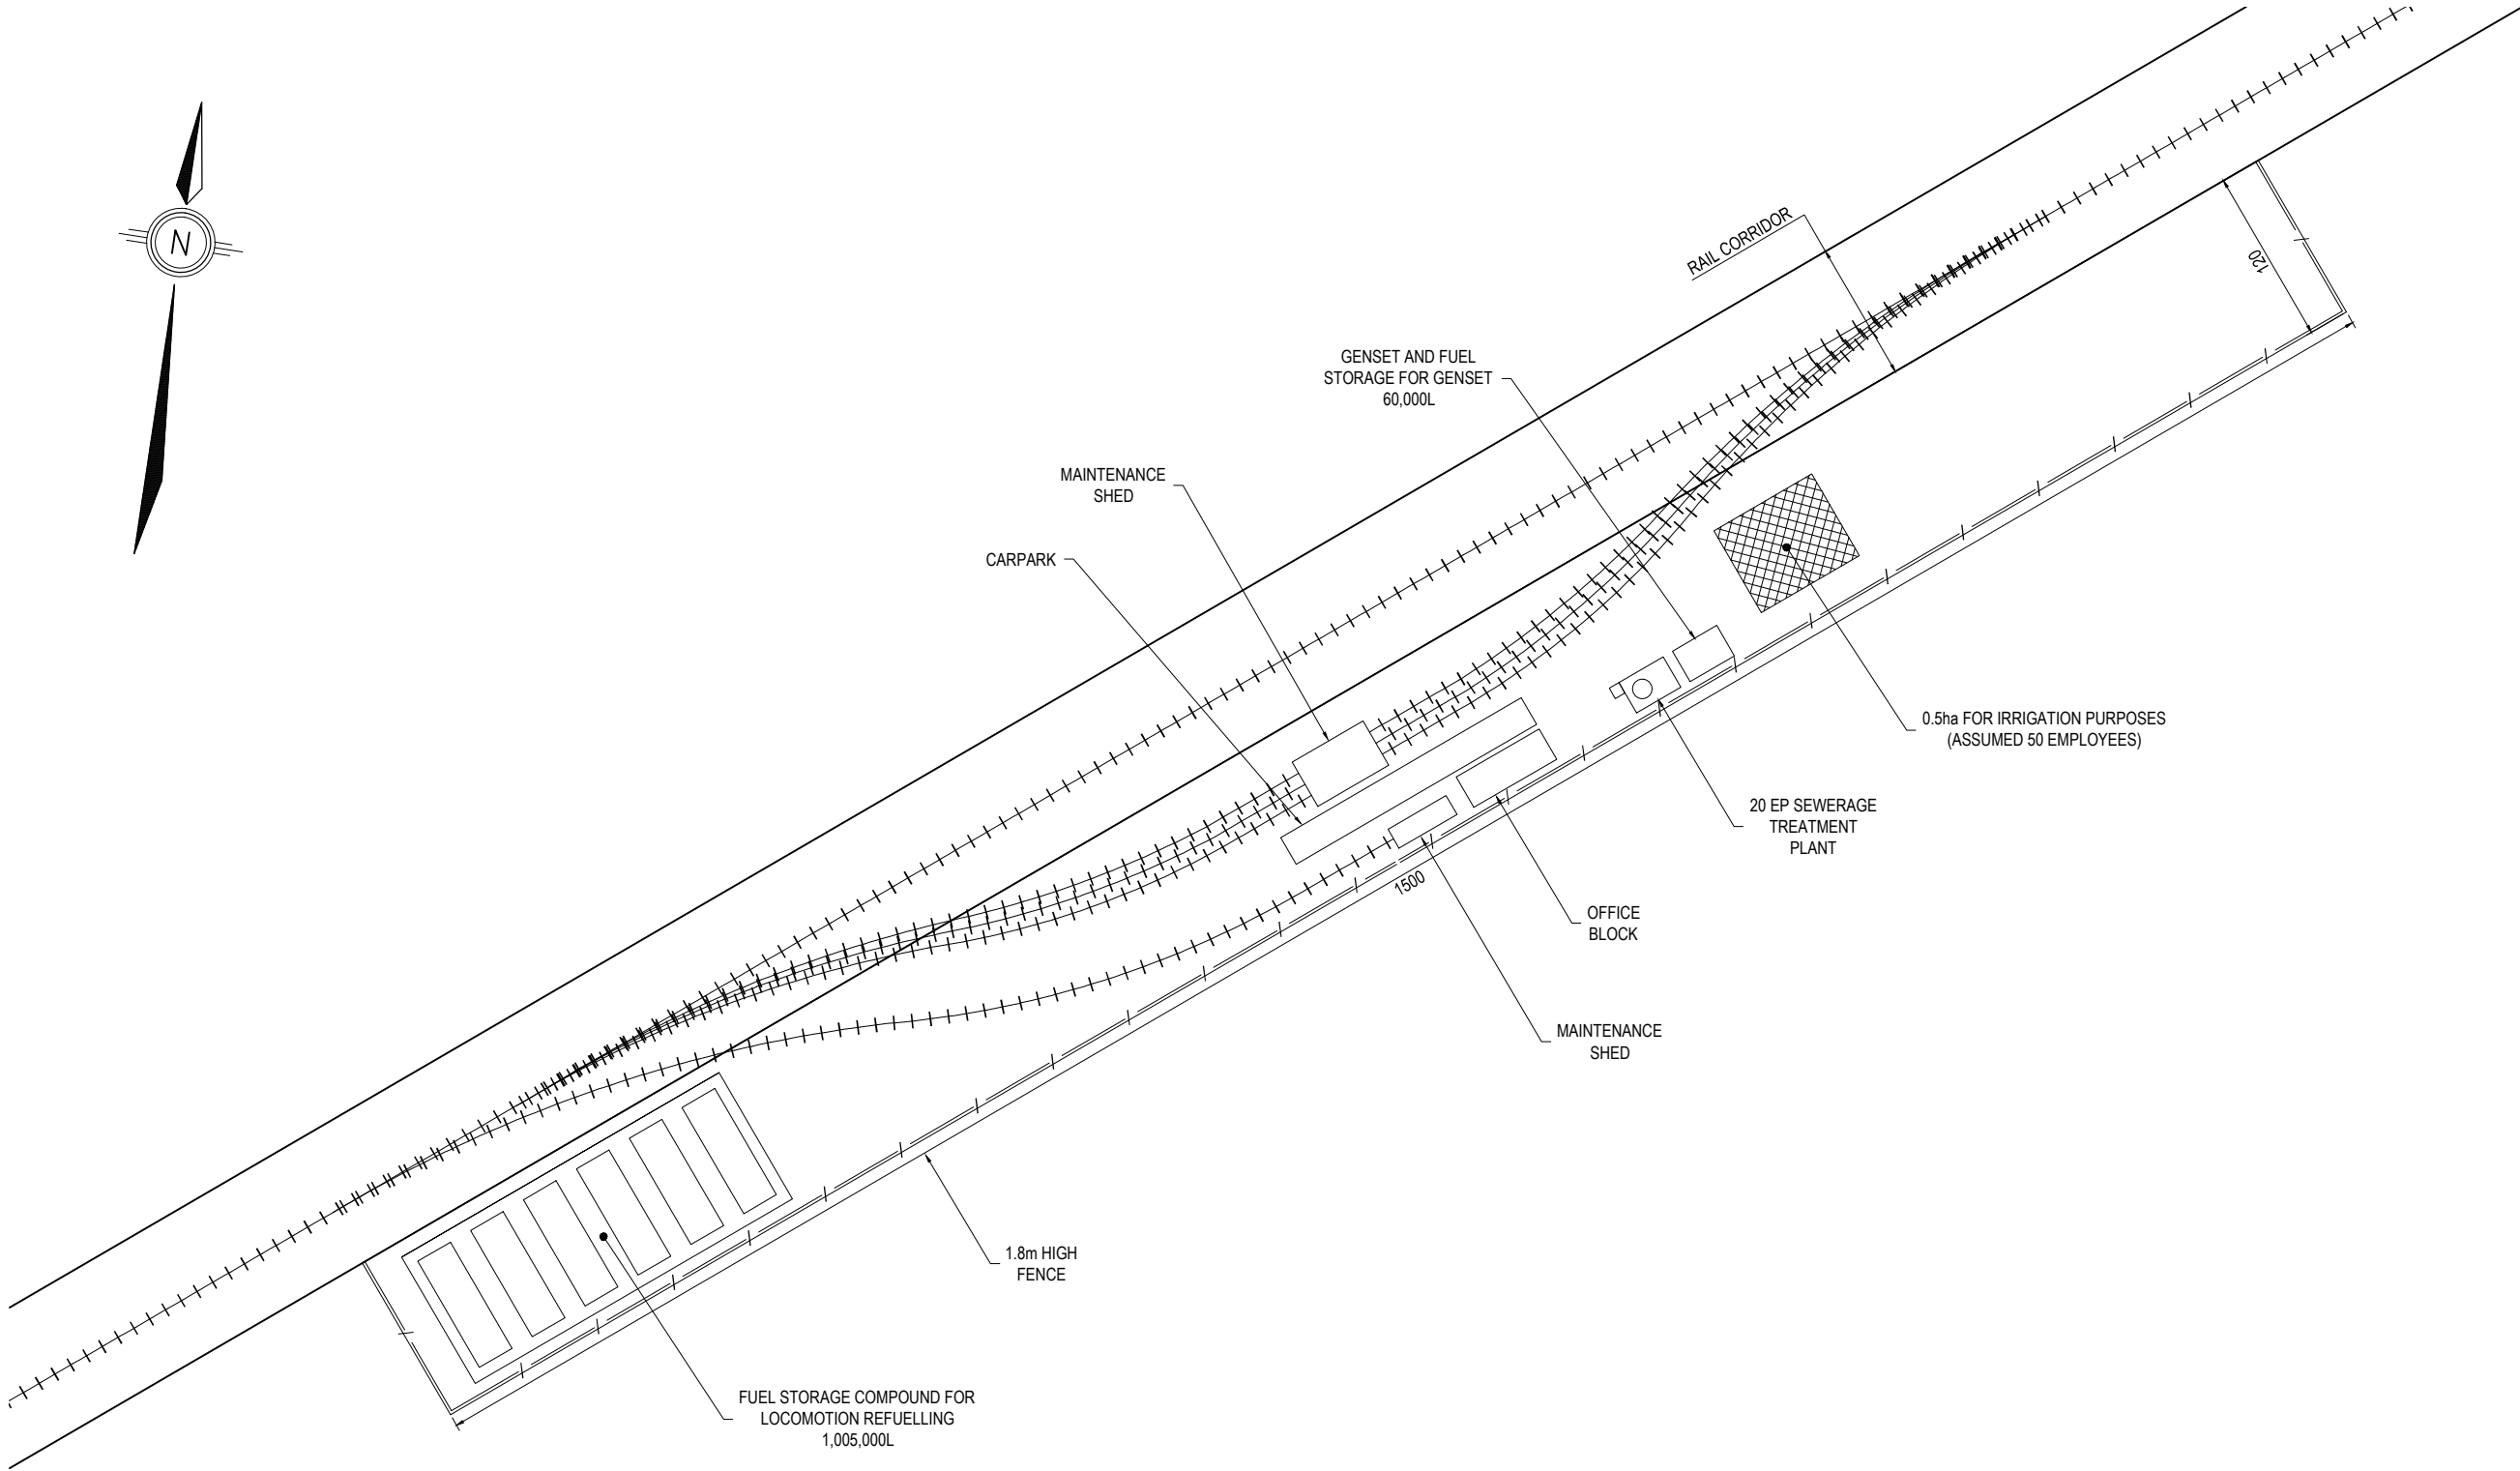 N
RAIL CORRIDOR
120
GENSET AND FUEL
STORAGE FOR GENSET
60,000L
MAINTENANCE
SHED
CARPARK
0.5ha FOR IRRIGATION PURPOSES
(ASSUMED 50 EMPLOYEES)
20 EP SEWERAGE
TREATMENT
PLANT
1500
OFFICE
BLOCK
MAINTENANCE
SHED
1.8m HIGH
FENCE
FUEL STORAGE COMPOUND FOR
LOCOMOTION REFUELLING
1,005,000L